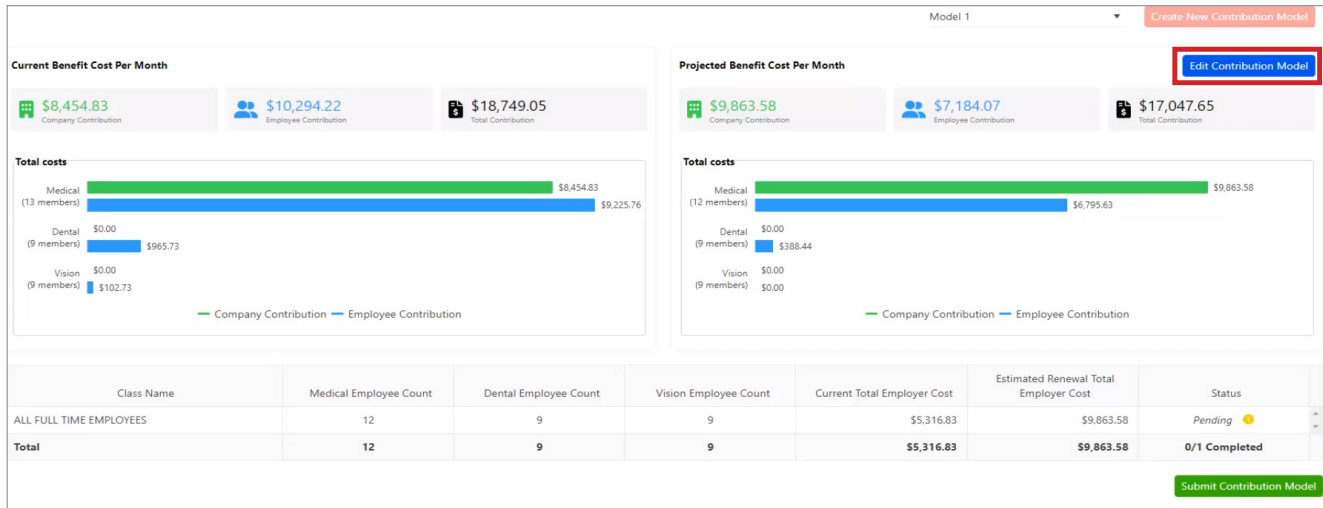 Model 1
Create New Contribution Model
Current Benefit Cost Per Month
$8,454.83
Company Contribution
$10,294.22
Employee Contribution
$18,749.05
Total Contribution
Total costs
Medical
(13 members)
$8,454.83
$9,225.76
Dental
(9 members)
$0.00
$965.73
Vision
(9 members)
$0.00
$102.73
Company Contribution Employee Contribution
Projected Benefit Cost Per Month
Edit Contribution Model
$9,863.58
Company Contribution
$7,184.07
Employee Contribution
$17,047.65
Total Contribution
Total costs
Medical
(12 members)
$9,863.58
$6,795.63
Dental
(9 members)
$0.00
$388.44
Vision
(9 members)
$0.00
$0.00
Company Contribution Employee Contribution
Class Name Medical Employee Count Dental Employee Count Vision Employee Count Current Total Employer Cost Estimated Renewal Total Employer Cost Status
ALL FULL TIME EMPLOYEES 12 9 9 $5,316.83 $9,863.58 Pending
Total 12 9 9 $5,316.83 $9,863.58 0/1 Completed
Submit Contribution Model